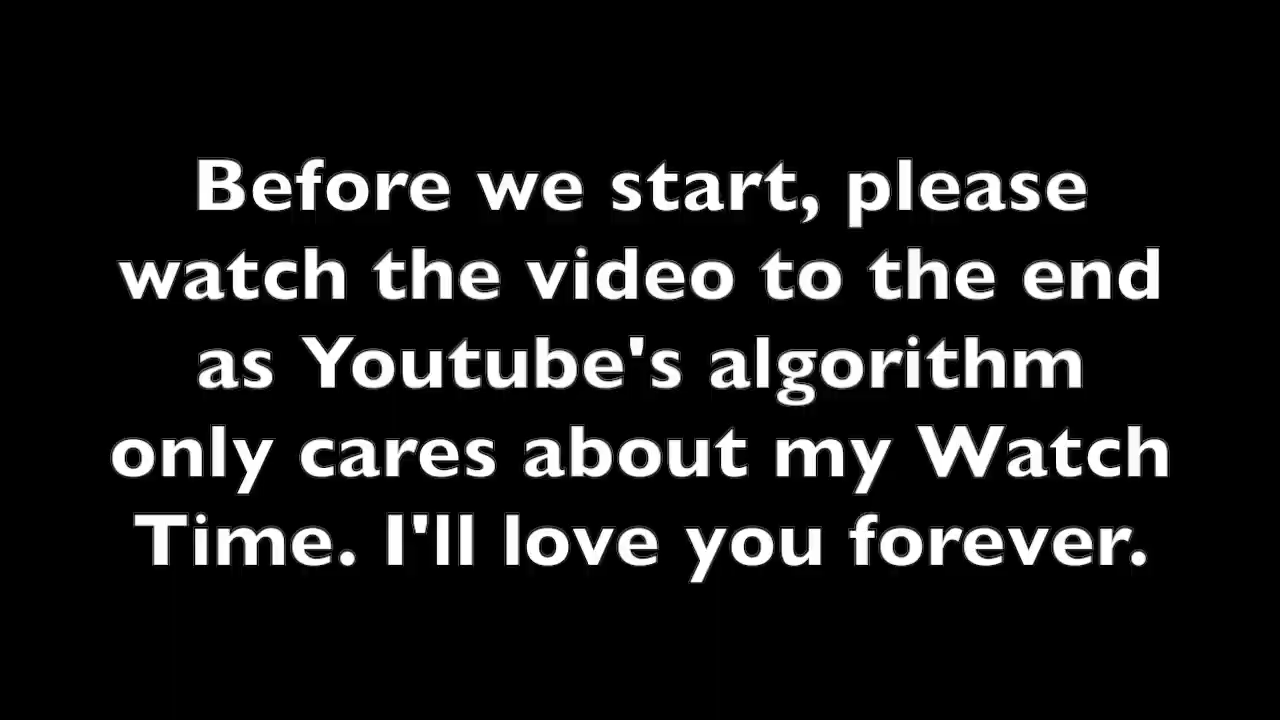 Before we start, please
watch the video to the end
as Youtube's algorithm
only cares about my Watch
Time. I'll love you forever.